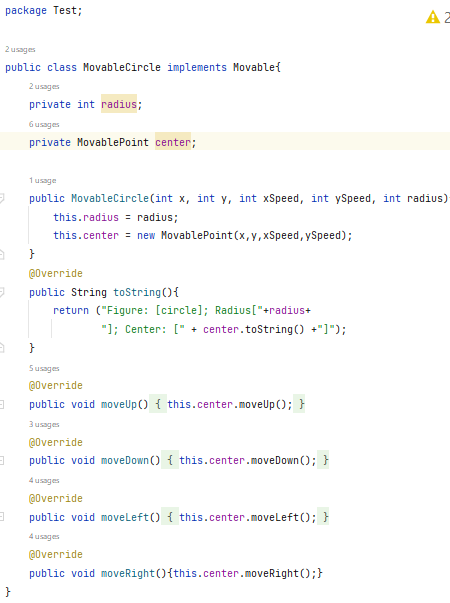 package Test;
2
2 usages
public class MovableCircle implements Movable{
2 usages
private int radius;
6 usages
private MovablePoint center;
1 usage
public MovableCircle(int x, int y, int xSpeed, int ySpeed, int radius)
this.radius = radius;
this.center = new MovablePoint(x,y,xSpeed,ySpeed);
}
@Override
public String toString(){
return ("Figure: [circle]; Radius["+radius+
"]; Center: [" + center.toString() +"]");
}
5 usages
@Override
public void moveUp() { this.center.moveUp(); }
3 usages
@Override
public void moveDown() { this.center.moveDown(); }
4 usages
@Override
public void moveLeft() { this.center.moveLeft(); }
4 usages
@Override
public void moveRight(){this.center.moveRight();}
}